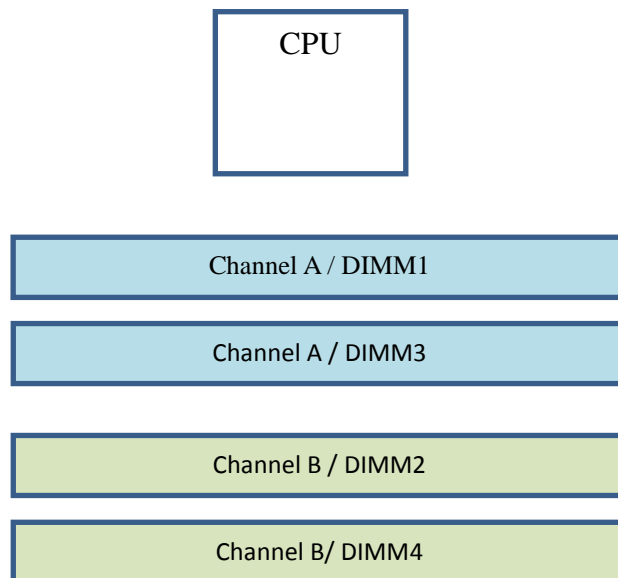 CPU
Channel A / DIMM1
Channel A / DIMM3
Channel B / DIMM2
Channel B/ DIMM4